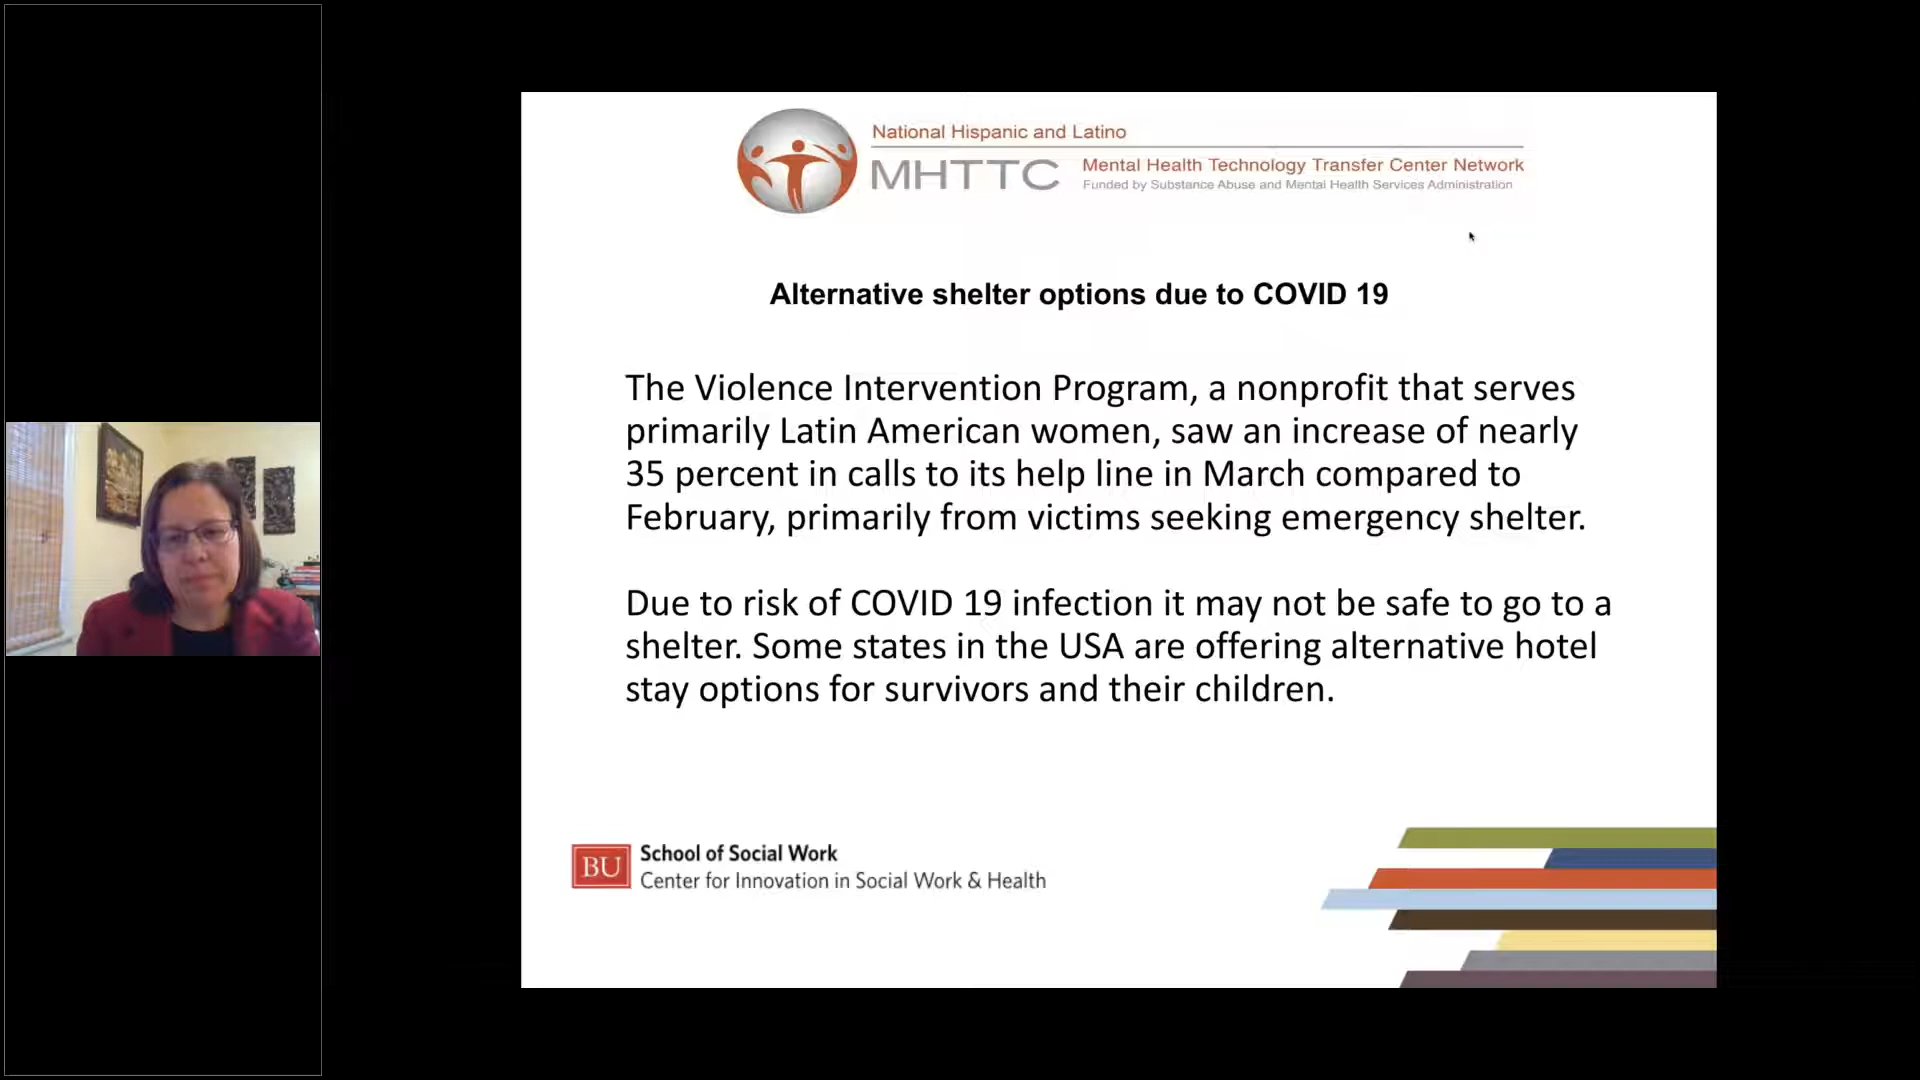 National Hispanic and Latino
MHTTC
Mental Health Technology Transfer Center Network
Funded by Substance Abuse and Mental Health Services Administration
Alternative shelter options due to COVID 19
The Violence Intervention Program, a nonprofit that serves
primarily Latin American women, saw an increase of nearly
35 percent in calls to its help line in March compared to
February, primarily from victims seeking emergency shelter.
Due to risk of COVID 19 infection it may not be safe to go to a
shelter. Some states in the USA are offering alternative hotel
stay options for survivors and their children.
BU
School of Social Work
Center for Innovation in Social Work & Health